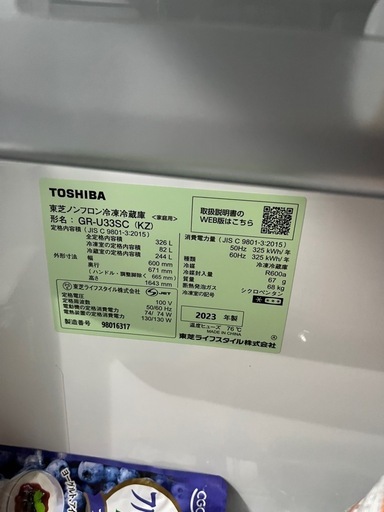 TOSHIBA
東芝ノンフロン冷凍冷蔵庫
形名：GR-U33SC (KZ) <家庭用>
定格内容積 (JIS C 9801-3:2015)
全定格内容積 326 L
冷凍室の定格内容積 82 L
冷蔵室の定格内容積 244 L
外形寸法 幅 600 mm
奥行 671 mm
(ハンドル・調整脚除く 665 mm)
高さ 1643 mm
東芝ライフスタイル株式会社 S-JET
定格電圧 100 V
定格周波数 50/60 Hz
電動機の定格消費電力 74/ 74 W
電熱装置の定格消費電力 130/130 W
製造番号 98016317
取扱説明書の
WEB版はこちら
消費電力量 (JIS C 9801-3:2015)
50Hz 325 kWh/年
60Hz 325 kWh/年
種類 冷凍冷蔵庫
冷媒 R600a
冷媒封入量 67 g
質量 68 kg
断熱発泡ガス シクロペンタン
冷凍室の記号
2023 年製
温度ヒューズ 76℃
MADE IN CHINA
東芝ライフスタイル株式会社